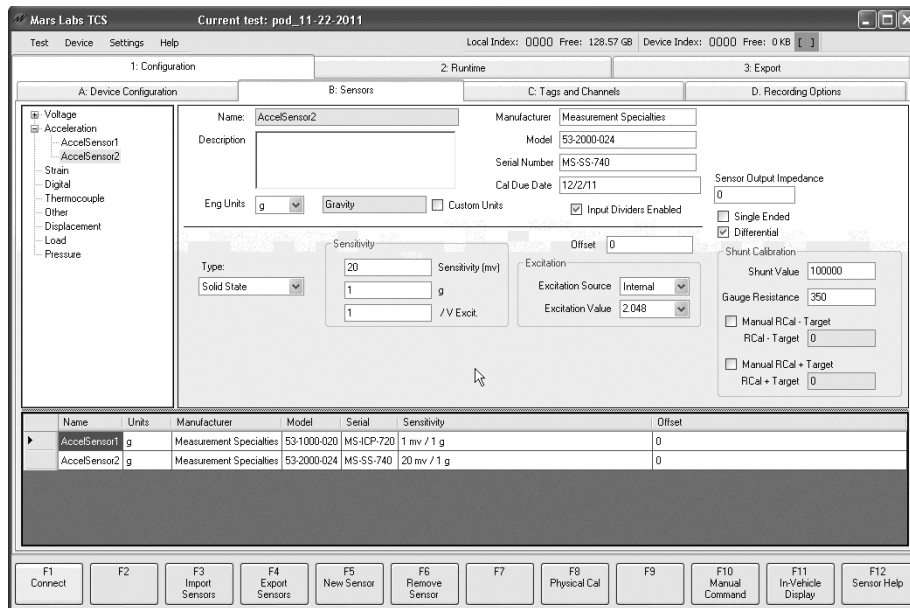 Mars Labs TCS Current test: pod_11-22-2011
Test Device Settings Help Local Index: 0000 Free: 128.57 GB Device Index: 0000 Free: 0 KB [ ]
1: Configuration 2: Runtime 3: Export
A: Device Configuration B: Sensors C: Tags and Channels D. Recording Options
Voltage
Acceleration
AccelSensor1
AccelSensor2
Strain
Digital
Thermocouple
Other
Displacement
Load
Pressure
Name: AccelSensor2
Description
Eng Units g Gravity Custom Units
Manufacturer Measurement Specialties
Model 53-2000-024
Serial Number MS-SS-740
Cal Due Date 12/2/11
Input Dividers Enabled
Sensor Output Impedance
0
Single Ended
Differential
Type:
Solid State
Sensitivity
20 Sensitivity (mv)
1 g
1 / V Excit.
Offset 0
Excitation
Excitation Source Internal
Excitation Value 2.048
Shunt Calibration
Shunt Value 100000
Gauge Resistance 350
Manual RCal - Target
RCal - Target 0
Manual RCal + Target
RCal + Target 0
Name Units Manufacturer Model Serial Sensitivity Offset
AccelSensor1 g Measurement Specialties 53-1000-020 MS-ICP-720 1 mv / 1 g 0
AccelSensor2 g Measurement Specialties 53-2000-024 MS-SS-740 20 mv / 1 g 0
F1 Connect
F2
F3 Import Sensors
F4 Export Sensors
F5 New Sensor
F6 Remove Sensor
F7
F8 Physical Cal
F9
F10 Manual Command
F11 In-Vehicle Display
F12 Sensor Help